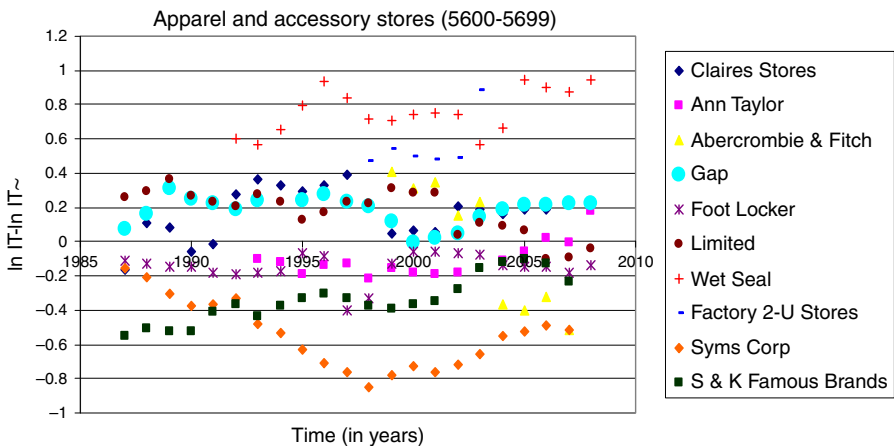 Apparel and accessory stores (5600-5699)
1.2
1
0.8
0.6
0.4
0.2
0
−0.2
−0.4
−0.6
−0.8
−1
ln IT-ln IT~
1985
1990
1995
2000
2005
2010
Time (in years)
Claires Stores
Ann Taylor
Abercrombie & Fitch
Gap
Foot Locker
Limited
Wet Seal
Factory 2-U Stores
Syms Corp
S & K Famous Brands